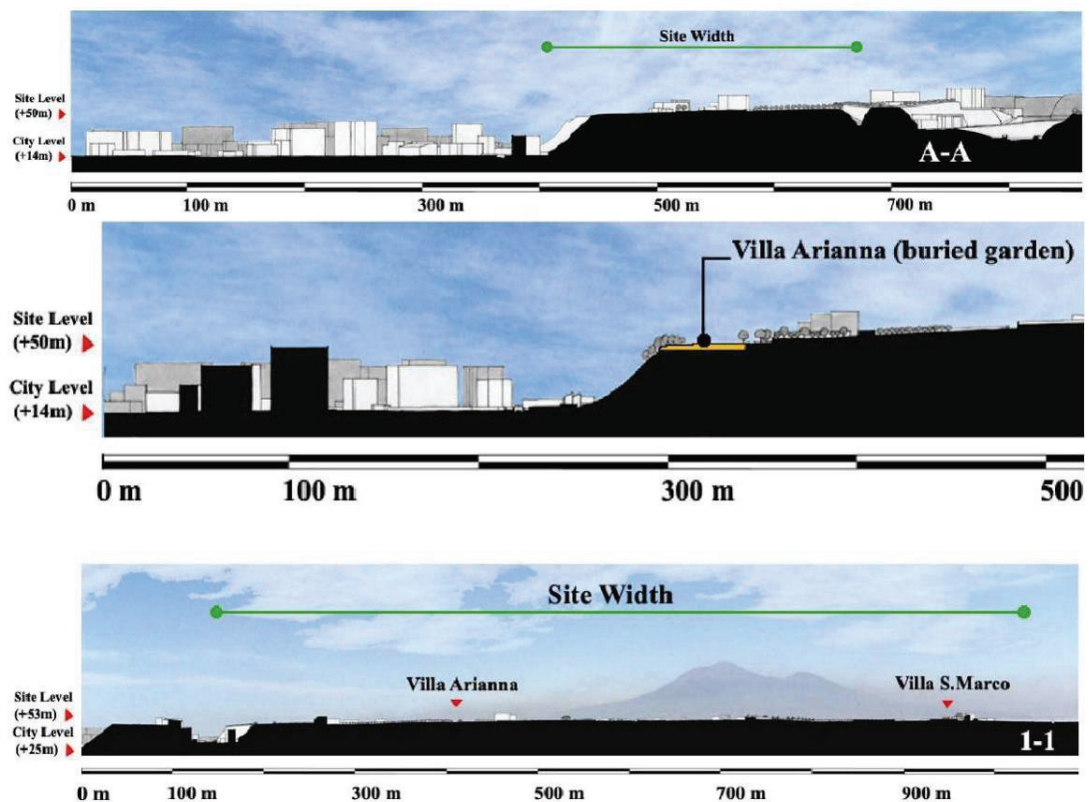 Site Width
Site Level
(+50m)
City Level
(+14m)
A-A
0 m 100 m 300 m 500 m 700 m
Villa Arianna (buried garden)
Site Level
(+50m)
City Level
(+14m)
0 m 100 m 300 m 500
Site Width
Villa Arianna
Villa S.Marco
Site Level
(+53m)
City Level
(+25m)
1-1
0 m 100 m 300 m 500 m 700 m 900 m